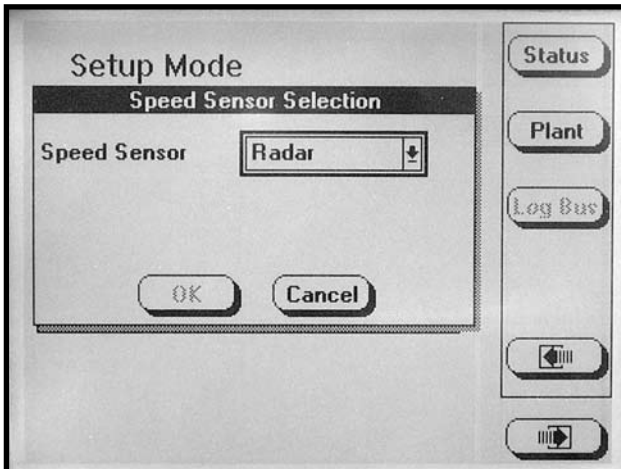 Setup Mode
Speed Sensor Selection
Speed Sensor
Radar
OK
Cancel
Status
Plant
Log Bus